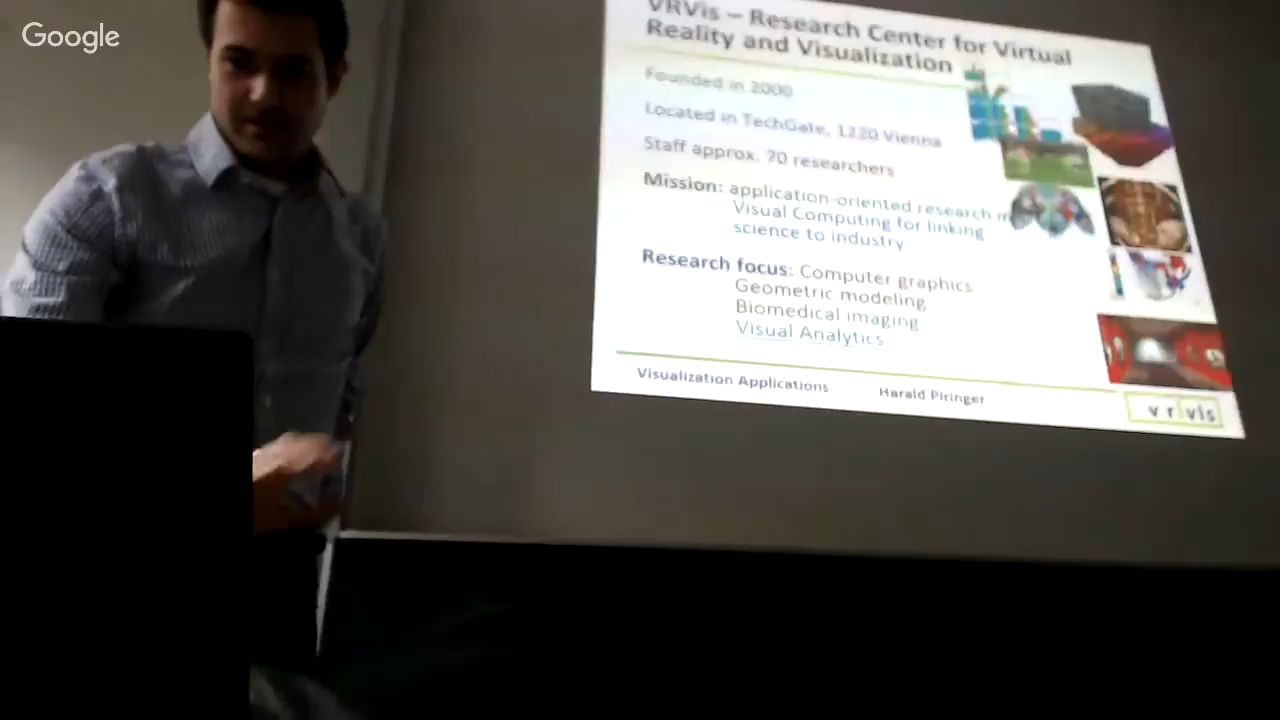 Google
VRVis – Research Center for Virtual
Reality and Visualization
Founded in 2000
Located in TechGate, 1220 Vienna
Staff approx. 70 researchers
Mission: application-oriented research in
Visual Computing for linking
science to industry
Research focus: Computer graphics
Geometric modeling
Biomedical imaging
Visual Analytics
Visualization Applications Harald Piringer
vrvis